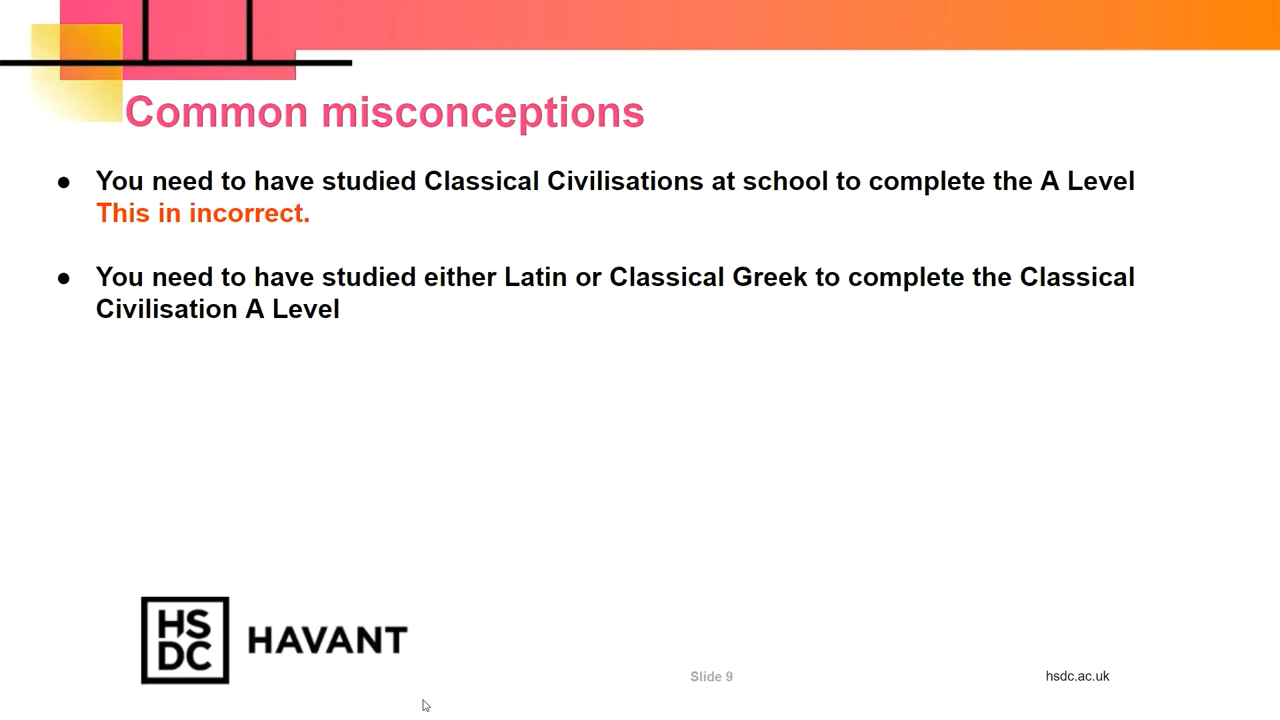 Common misconceptions
● You need to have studied Classical Civilisations at school to complete the A Level
This in incorrect.
● You need to have studied either Latin or Classical Greek to complete the Classical
Civilisation A Level
HS
DC
HAVANT
Slide 9
hsdc.ac.uk